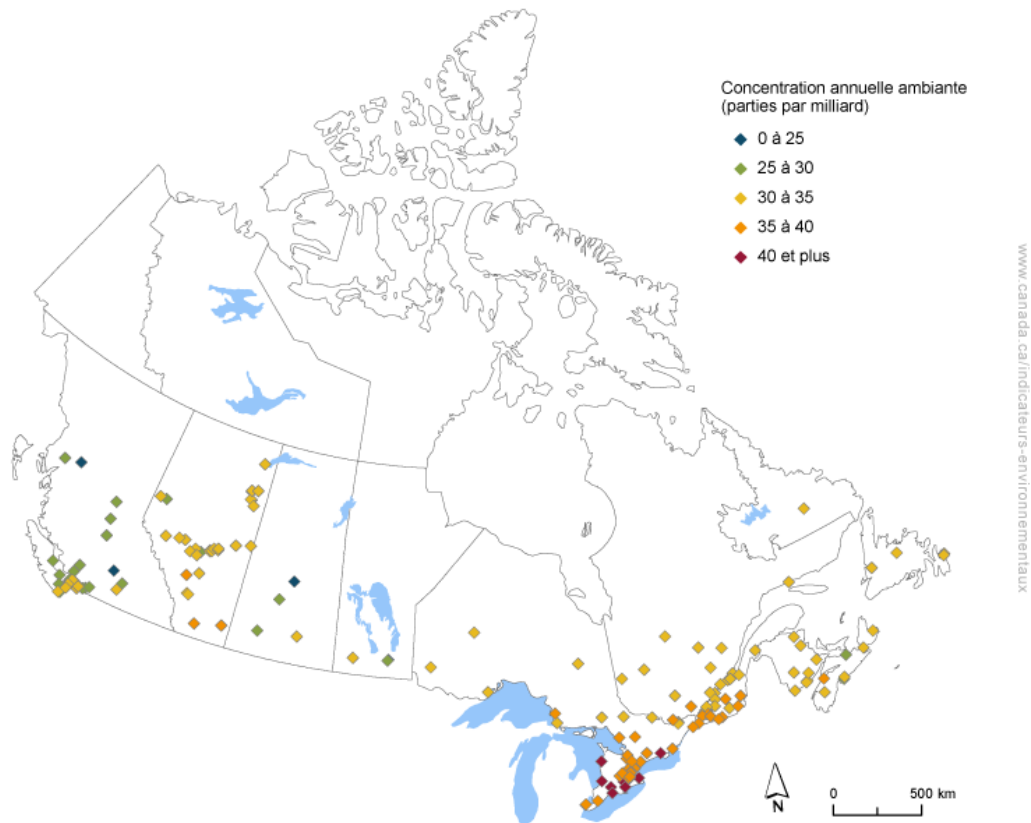 Concentration annuelle ambiante
(parties par milliard)
0 à 25
25 à 30
30 à 35
35 à 40
40 et plus
www.canada.ca/indicateurs-environnementaux
N
0 500 km